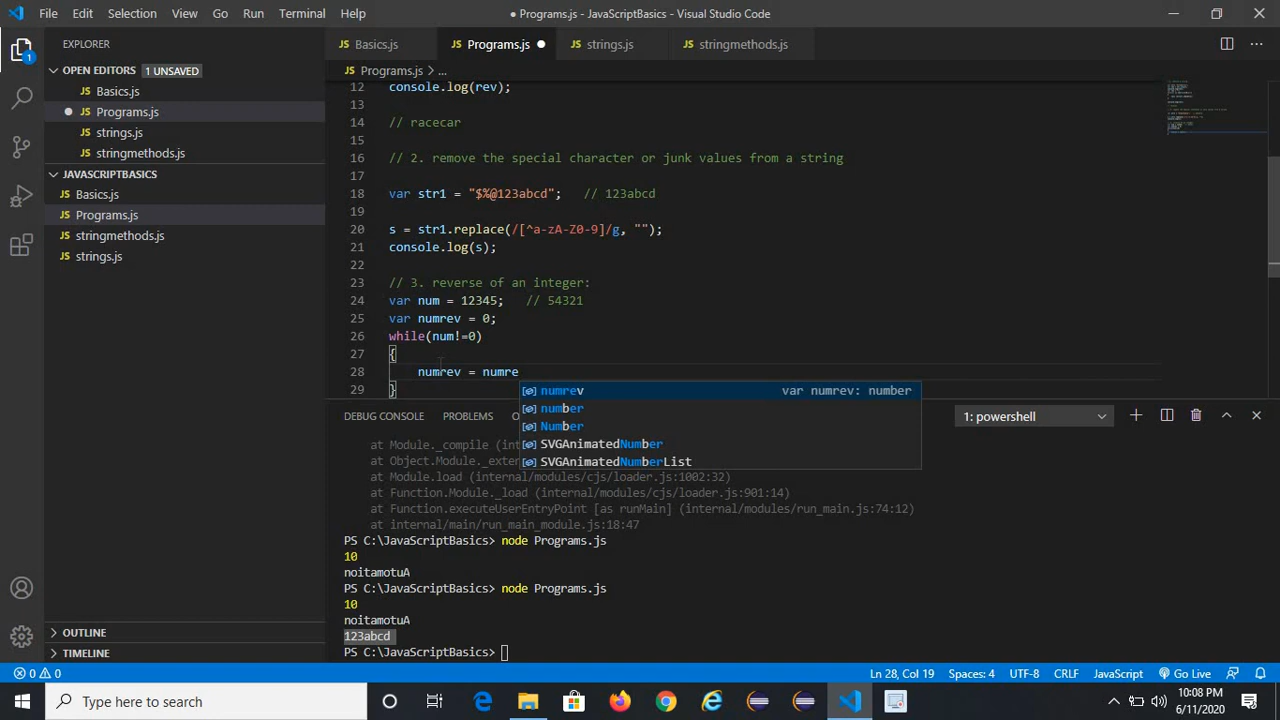 File Edit Selection View Go Run Terminal Help
● Programs.js - JavaScriptBasics - Visual Studio Code
EXPLORER
OPEN EDITORS 1 UNSAVED
Basics.js
Programs.js
strings.js
stringmethods.js
JAVASCRIPTBASICS
Basics.js
Programs.js
stringmethods.js
strings.js
OUTLINE
TIMELINE
JS Basics.js JS Programs.js ● JS strings.js JS stringmethods.js
JS Programs.js > ...
12 console.log(rev);
13
14 // racecar
15
16 // 2. remove the special character or junk values from a string
17
18 var str1 = "$%@123abcd"; // 123abcd
19
20 s = str1.replace(/[^a-zA-Z0-9]/g, "");
21 console.log(s);
22
23 // 3. reverse of an integer:
24 var num = 12345; // 54321
25 var numrev = 0;
26 while(num!=0)
27 {
28 numrev = numre
29 }
numrev var numrev: number
number
Number
SVGAnimatedNumber
SVGAnimatedNumberList
DEBUG CONSOLE PROBLEMS O 1: powershell
at Module._compile (int
at Object.Module._exten
at Module.load (internal/modules/cjs/loader.js:1002:32)
at Function.Module._load (internal/modules/cjs/loader.js:901:14)
at Function.executeUserEntryPoint [as runMain] (internal/modules/run_main.js:74:12)
at internal/main/run_main_module.js:18:47
PS C:\JavaScriptBasics> node Programs.js
10
noitamotuA
PS C:\JavaScriptBasics> node Programs.js
10
noitamotuA
123abcd
PS C:\JavaScriptBasics>
0 0 Ln 28, Col 19 Spaces: 4 UTF-8 CRLF JavaScript Go Live
Type here to search
10:08 PM
6/11/2020